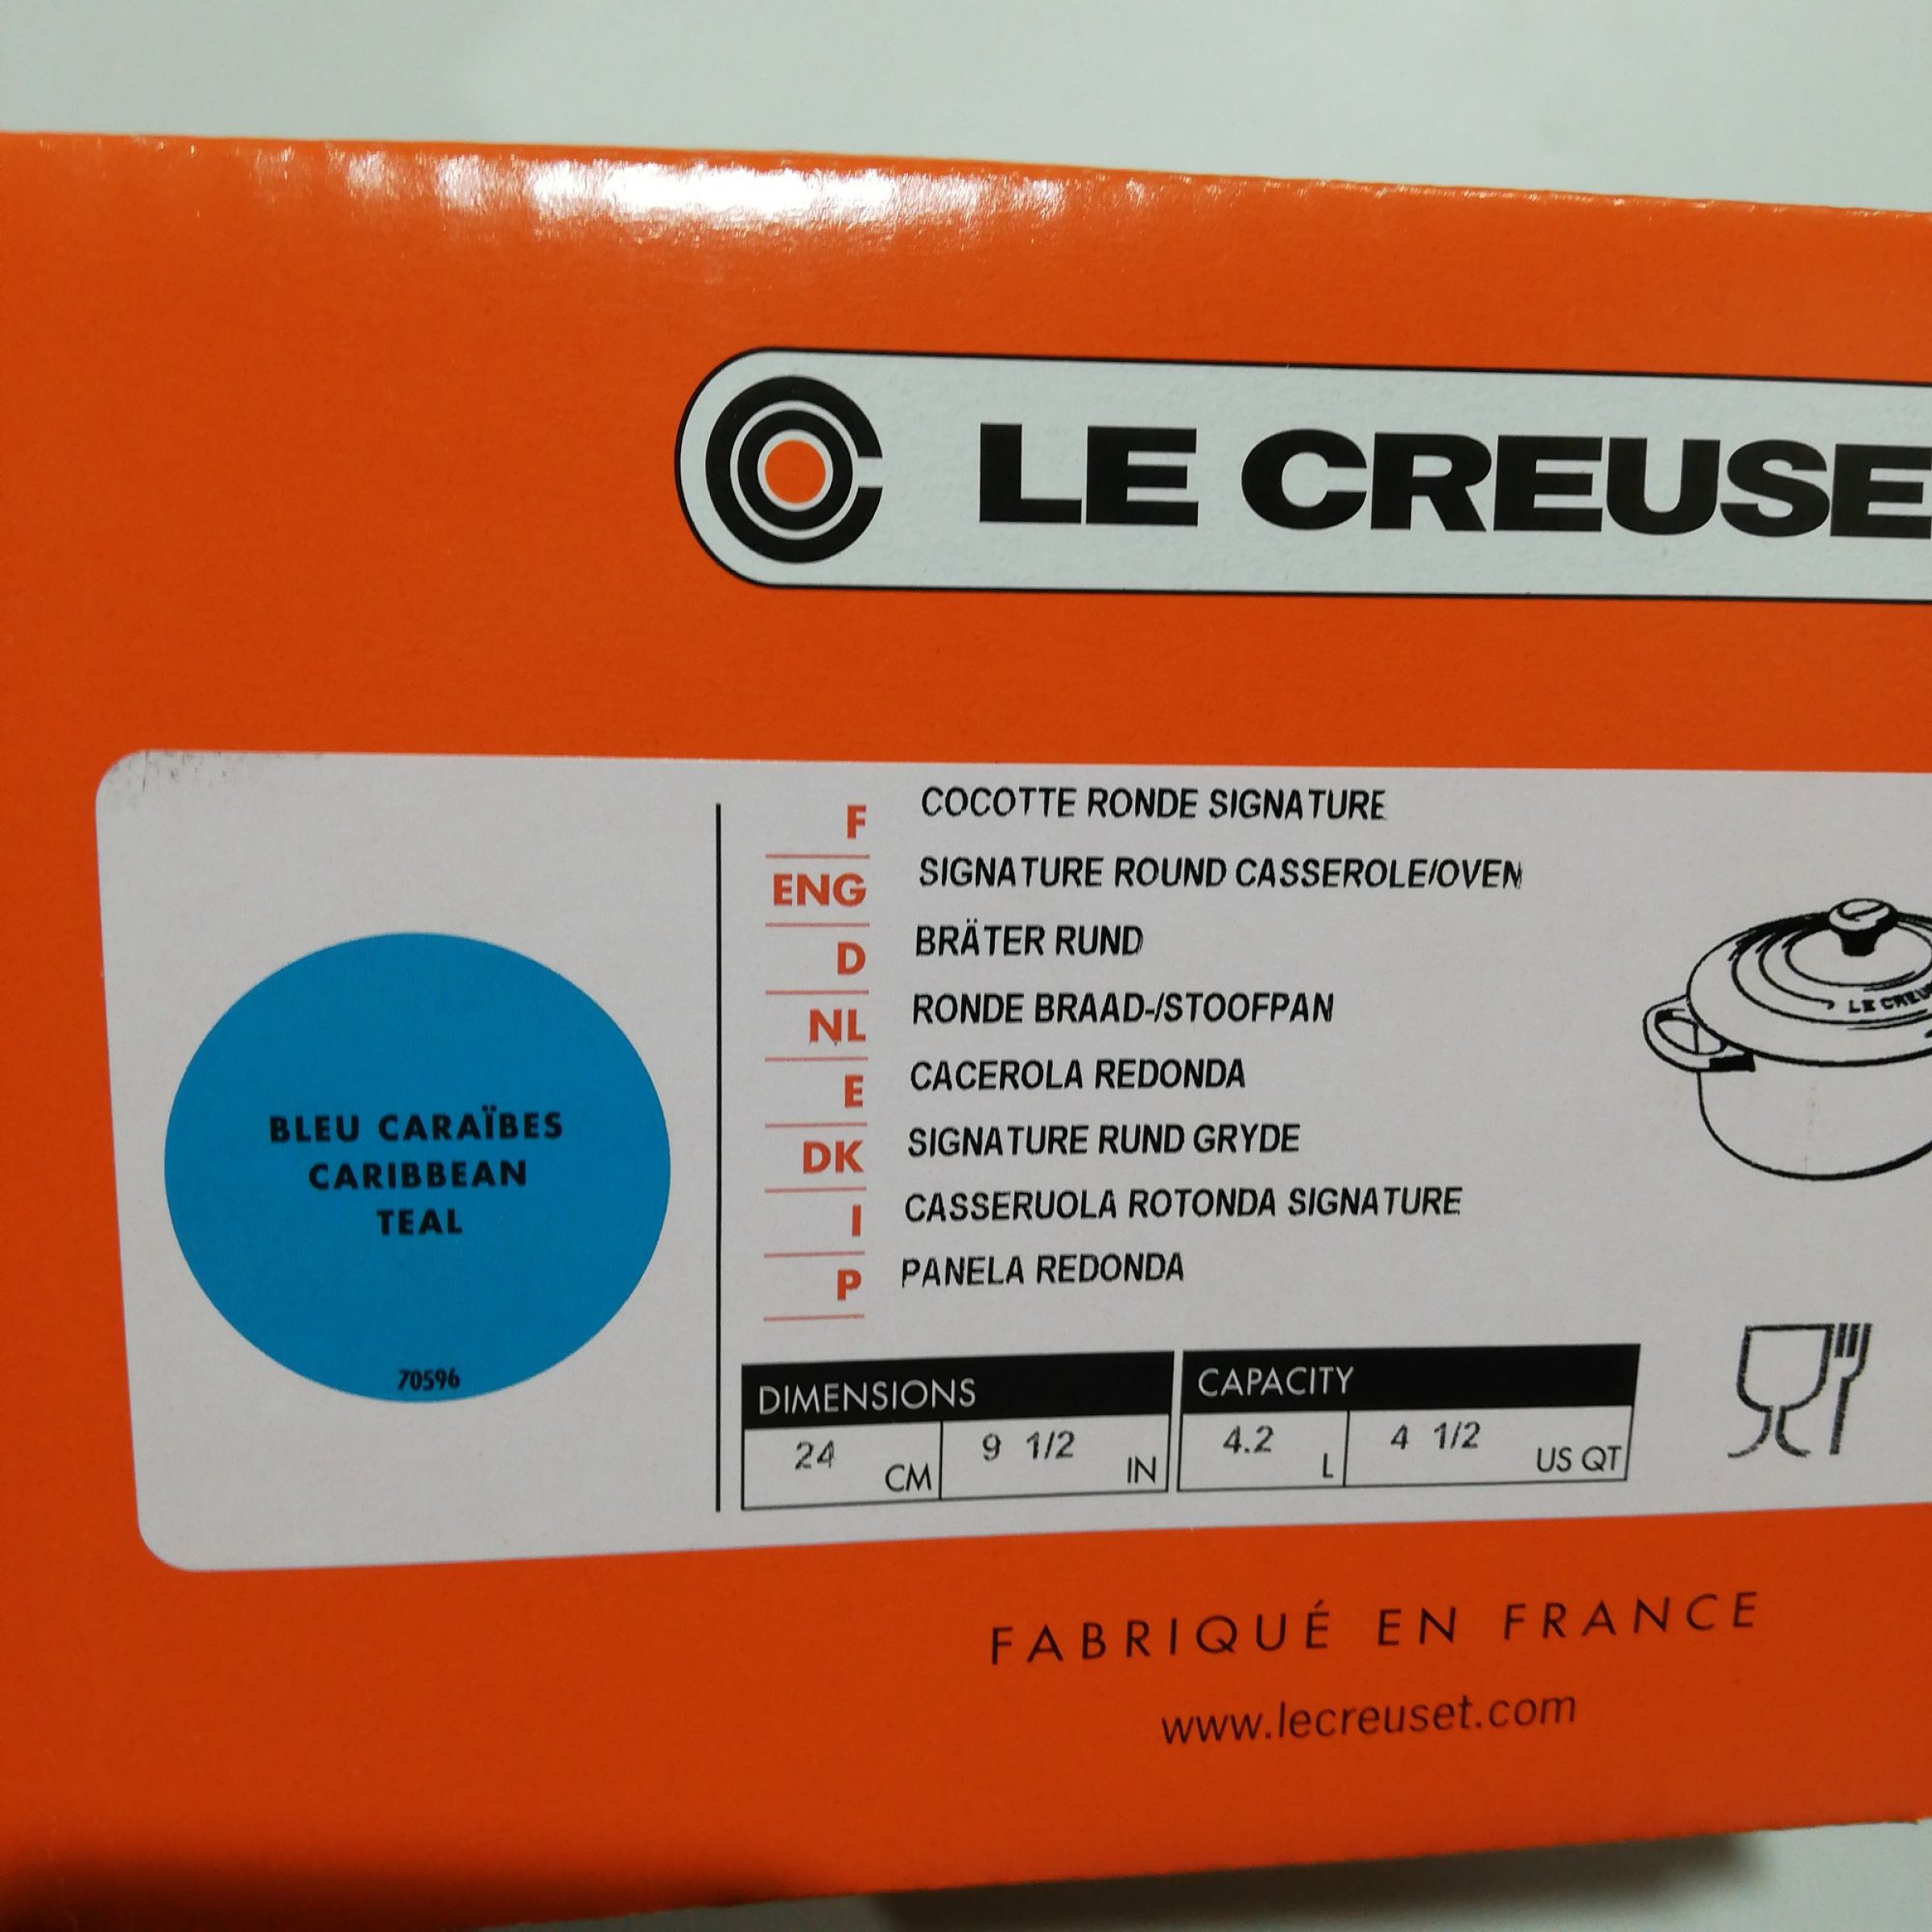 LE CREUSE
BLEU CARAÏBES
CARIBBEAN
TEAL
70596
F COCOTTE RONDE SIGNATURE
ENG SIGNATURE ROUND CASSEROLE/OVEN
D BRÄTER RUND
NL RONDE BRAAD-/STOOFPAN
E CACEROLA REDONDA
DK SIGNATURE RUND GRYDE
I CASSERUOLA ROTONDA SIGNATURE
P PANELA REDONDA
LE CREU
DIMENSIONS
24 CM 9 1/2 IN
CAPACITY
4.2 L 4 1/2 US QT
FABRIQUÉ EN FRANCE
www.lecreuset.com